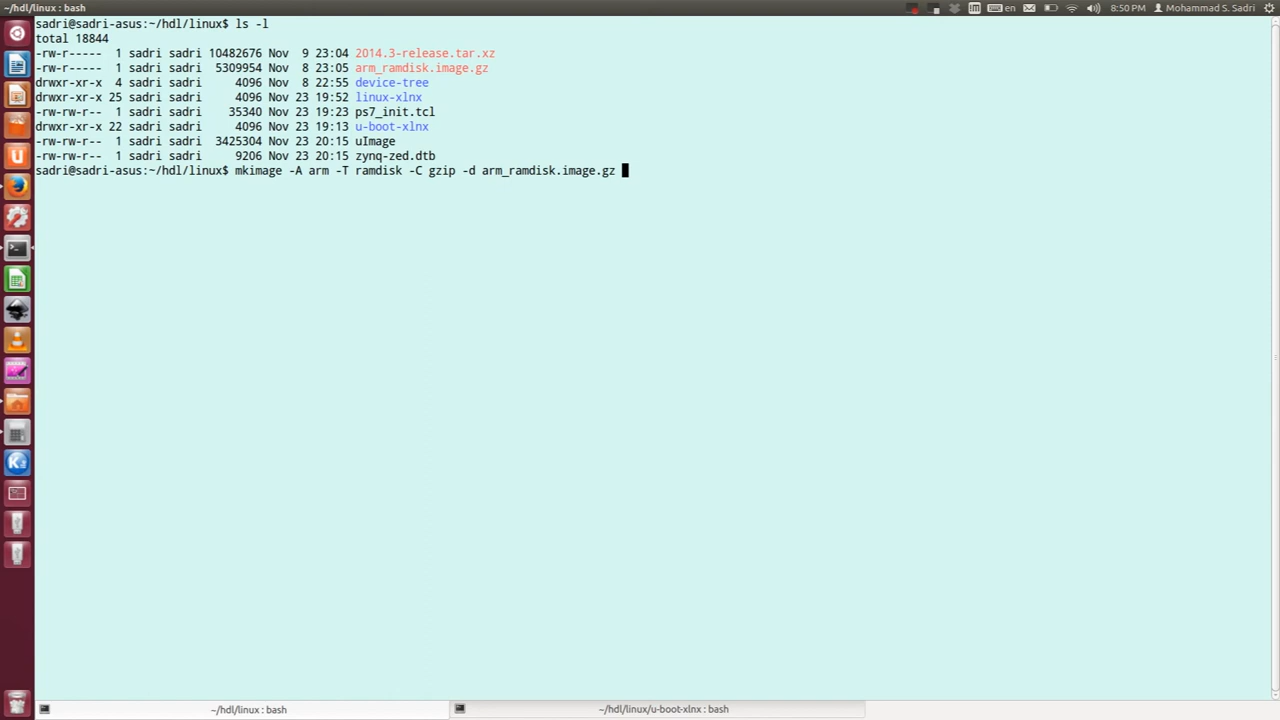 ~/hdl/linux : bash
en
8:50 PM
Mohammad S. Sadri
sadri@sadri-asus:~/hdl/linux$ ls -l
total 18844
-rw-r-----  1 sadri sadri 10482676 Nov  9 23:04 2014.3-release.tar.xz
-rw-r-----  1 sadri sadri  5309954 Nov  8 23:05 arm_ramdisk.image.gz
drwxr-xr-x  4 sadri sadri     4096 Nov  8 22:55 device-tree
drwxr-xr-x 25 sadri sadri     4096 Nov 23 19:52 linux-xlnx
-rw-rw-r--  1 sadri sadri    35340 Nov 23 19:23 ps7_init.tcl
drwxr-xr-x 22 sadri sadri     4096 Nov 23 19:13 u-boot-xlnx
-rw-rw-r--  1 sadri sadri  3425304 Nov 23 20:15 uImage
-rw-rw-r--  1 sadri sadri     9206 Nov 23 20:15 zynq-zed.dtb
sadri@sadri-asus:~/hdl/linux$ mkimage -A arm -T ramdisk -C gzip -d arm_ramdisk.image.gz
~/hdl/linux : bash
~/hdl/linux/u-boot-xlnx : bash